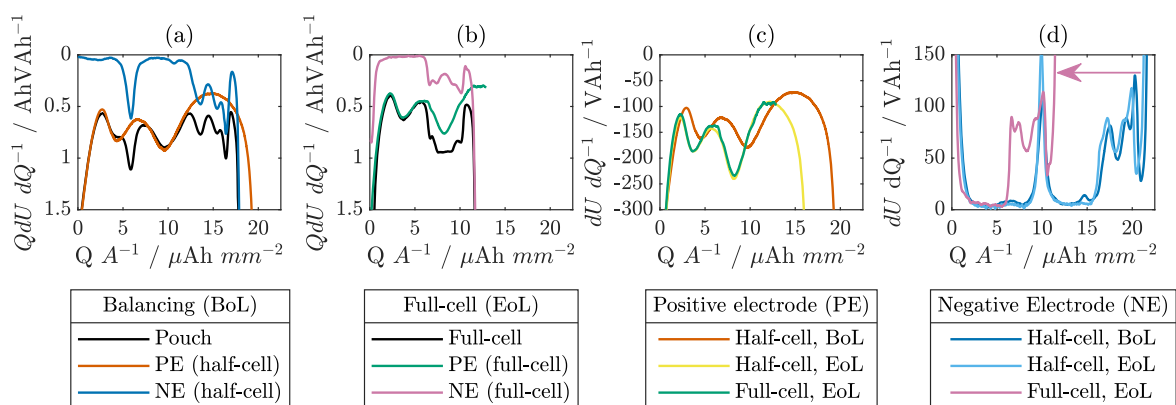 (a)
QdU dQ⁻¹ / AhVAh⁻¹
0
0.5
1
1.5
0 5 10 15 20
Q A⁻¹ / μAh mm⁻²
Balancing (BoL)
Pouch
PE (half-cell)
NE (half-cell)
(b)
QdU dQ⁻¹ / AhVAh⁻¹
0
0.5
1
1.5
0 5 10 15 20
Q A⁻¹ / μAh mm⁻²
Full-cell (EoL)
Full-cell
PE (full-cell)
NE (full-cell)
(c)
dU dQ⁻¹ / VAh⁻¹
0
-50
-100
-150
-200
-250
-300
0 5 10 15 20
Q A⁻¹ / μAh mm⁻²
Positive electrode (PE)
Half-cell, BoL
Half-cell, EoL
Full-cell, EoL
(d)
dU dQ⁻¹ / VAh⁻¹
150
100
50
0
0 5 10 15 20
Q A⁻¹ / μAh mm⁻²
Negative Electrode (NE)
Half-cell, BoL
Half-cell, EoL
Full-cell, EoL